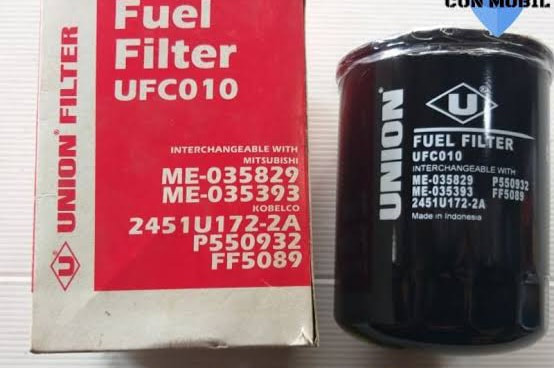 CON MOBIL
Fuel
Filter
UFC010
INTERCHANGEABLE WITH
MITSUBISHI
ME-035829
ME-035393
KOBELCO
2451U172-2A
P550932
FF5089
U UNION® FILTER
UNION®
U
FUEL FILTER
UFC010
INTERCHANGEABLE WITH
ME-035829 P550932
ME-035393 FF5089
2451U172-2A
Made in Indonesia